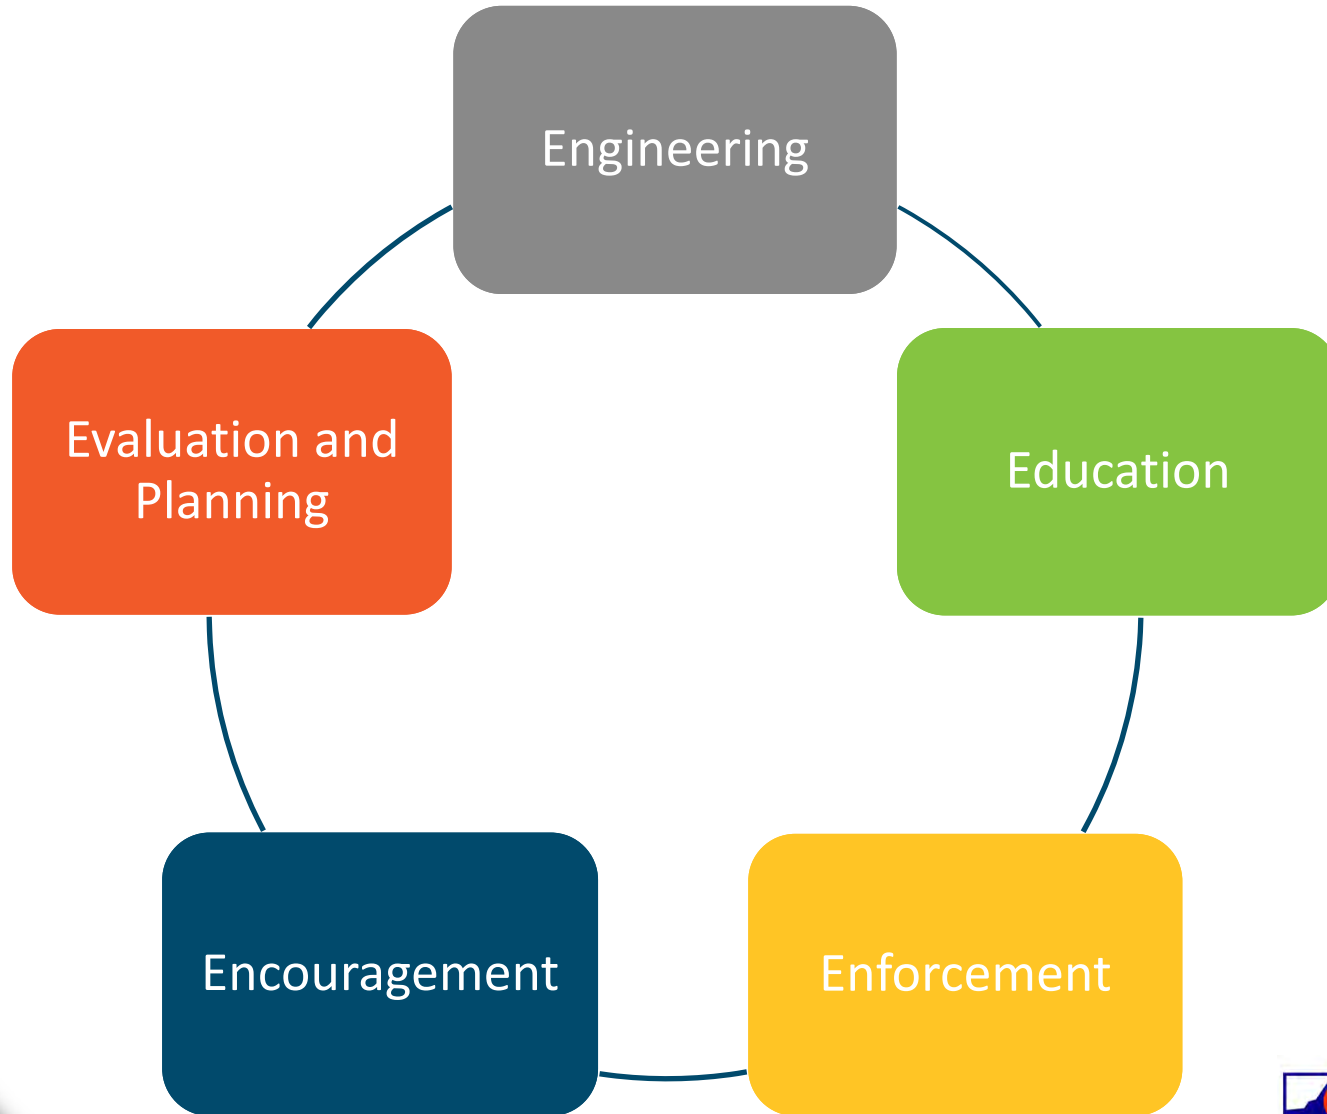 Engineering
Education
Enforcement
Encouragement
Evaluation and
Planning